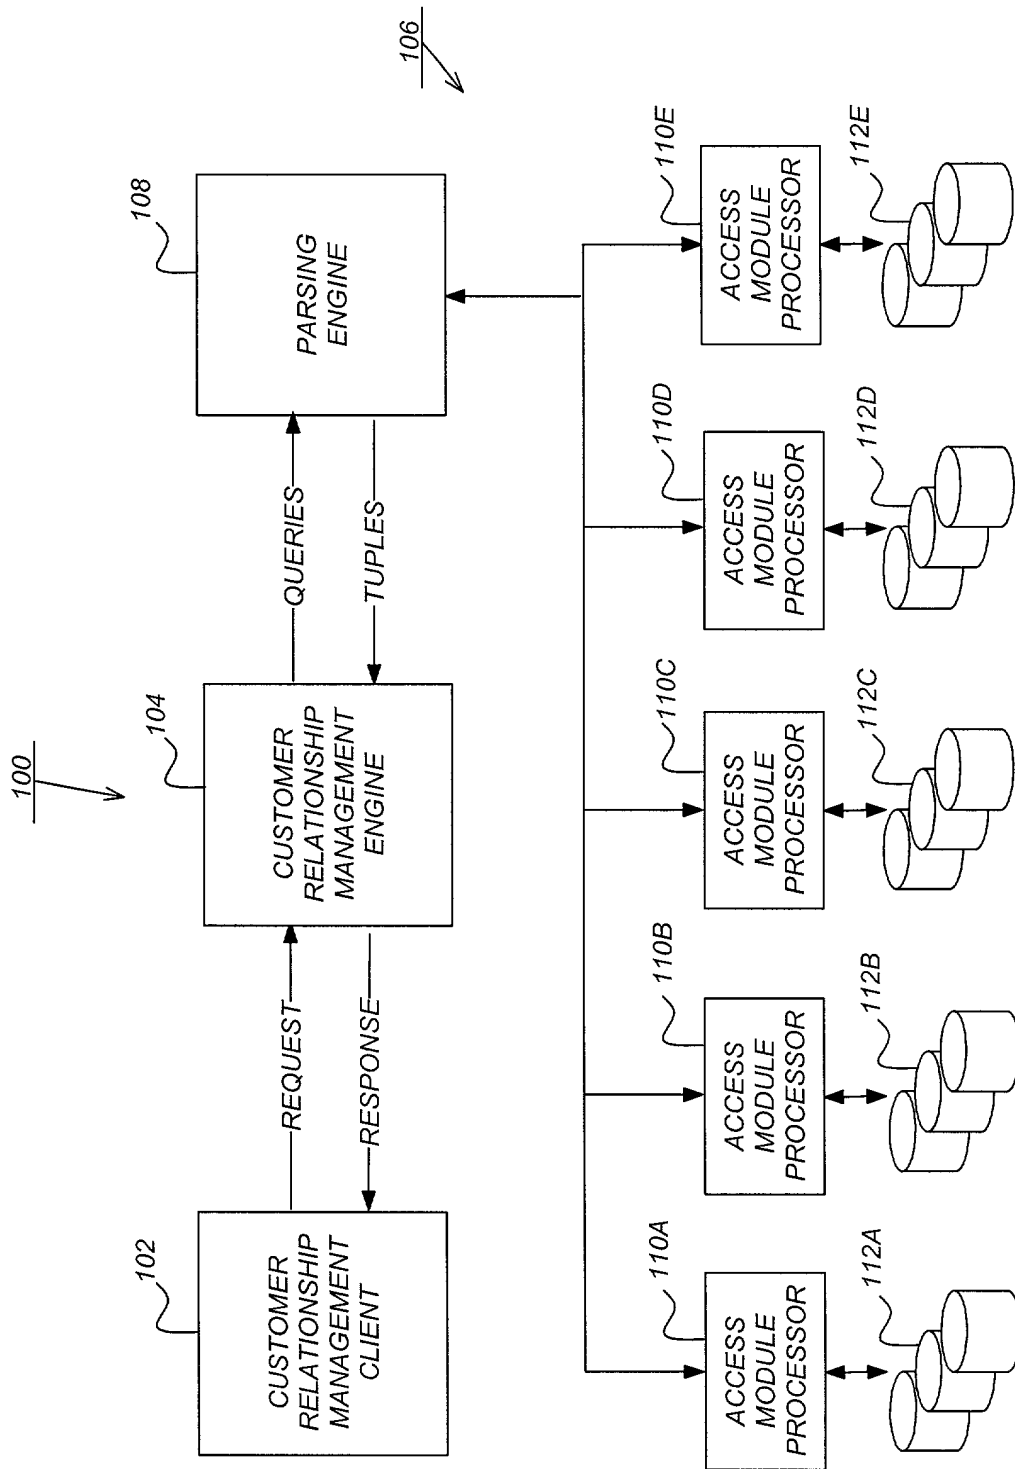 100
102
CUSTOMER
RELATIONSHIP
MANAGEMENT
CLIENT
REQUEST
RESPONSE
104
CUSTOMER
RELATIONSHIP
MANAGEMENT
ENGINE
QUERIES
TUPLES
108
PARSING
ENGINE
106
110A
ACCESS
MODULE
PROCESSOR
112A
110B
ACCESS
MODULE
PROCESSOR
112B
110C
ACCESS
MODULE
PROCESSOR
112C
110D
ACCESS
MODULE
PROCESSOR
112D
110E
ACCESS
MODULE
PROCESSOR
112E